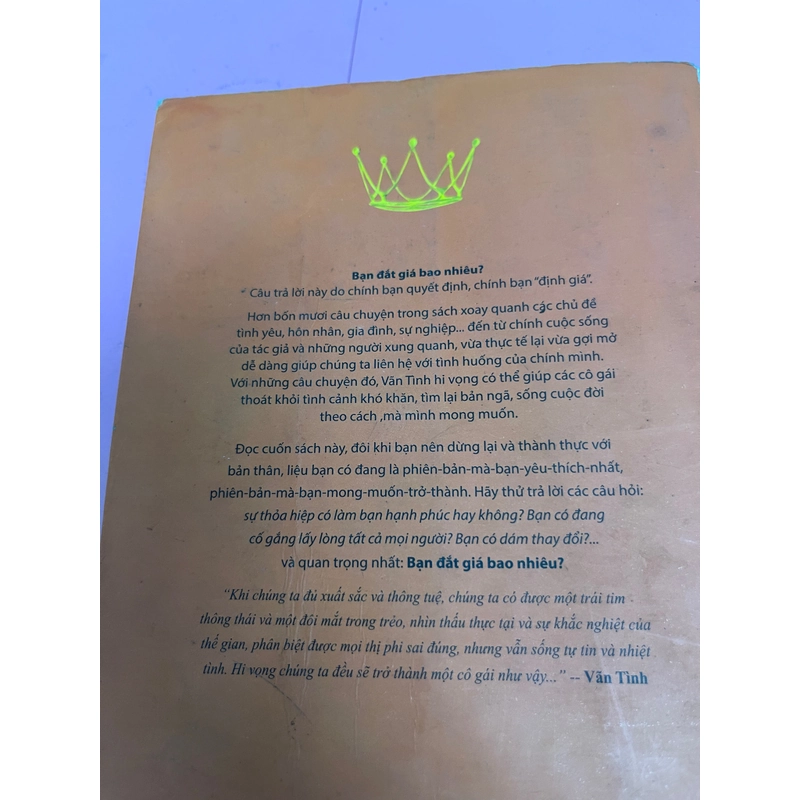 Bạn đắt giá bao nhiêu?
Câu trả lời này do chính bạn quyết định, chính bạn "định giá".
Hơn bốn mươi câu chuyện trong sách xoay quanh các chủ đề
tình yêu, hôn nhân, gia đình, sự nghiệp... đến từ chính cuộc sống
của tác giả và những người xung quanh, vừa thực tế lại vừa gợi mở
dễ dàng giúp chúng ta liên hệ với tình huống của chính mình.
Với những câu chuyện đó, Vãn Tình hi vọng có thể giúp các cô gái
thoát khỏi tình cảnh khó khăn, tìm lại bản ngã, sống cuộc đời
theo cách ,mà mình mong muốn.
Đọc cuốn sách này, đôi khi bạn nên dừng lại và thành thực với
bản thân, liệu bạn có đang là phiên-bản-mà-bạn-yêu-thích-nhất,
phiên-bản-mà-bạn-mong-muốn-trở-thành. Hãy thử trả lời các câu hỏi:
sự thỏa hiệp có làm bạn hạnh phúc hay không? Bạn có đang
cố gắng lấy lòng tất cả mọi người? Bạn có dám thay đổi?...
và quan trọng nhất: Bạn đắt giá bao nhiêu?
"Khi chúng ta đủ xuất sắc và thông tuệ, chúng ta có được một trái tim
thông thái và một đôi mắt trong trẻo, nhìn thấu thực tại và sự khắc nghiệt của
thế gian, phân biệt được mọi thị phi sai đúng, nhưng vẫn sống tự tin và nhiệt
tình. Hi vọng chúng ta đều sẽ trở thành một cô gái như vậy..." -- Vãn Tình